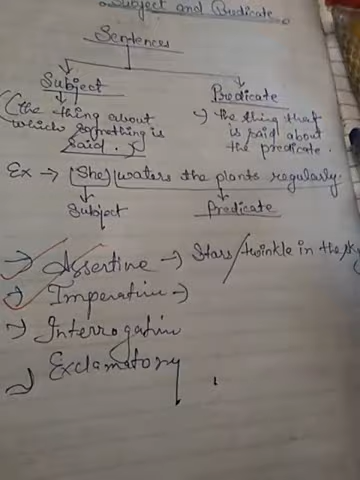 Subject and Predicate
Sentences
Subject
Predicate
(the thing about
which something is
said.)
→ the thing that
is said about
the predicate.
Ex → [She] waters the plants regularly.
Subject
Predicate
→ Assertive → Stars/twinkle in the sky
→ Imperative →
→ Interrogative
→ Exclamatory